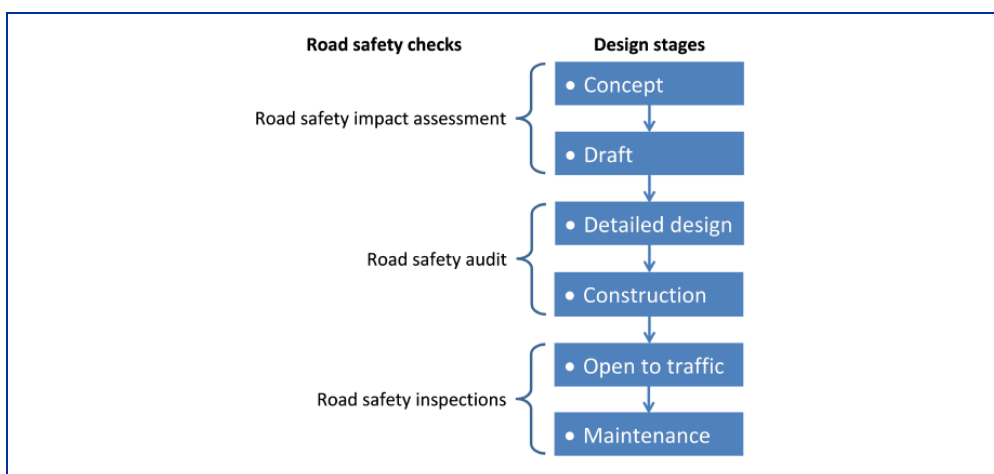 Road safety checks
Design stages
Road safety impact assessment
• Concept
• Draft
Road safety audit
• Detailed design
• Construction
Road safety inspections
• Open to traffic
• Maintenance